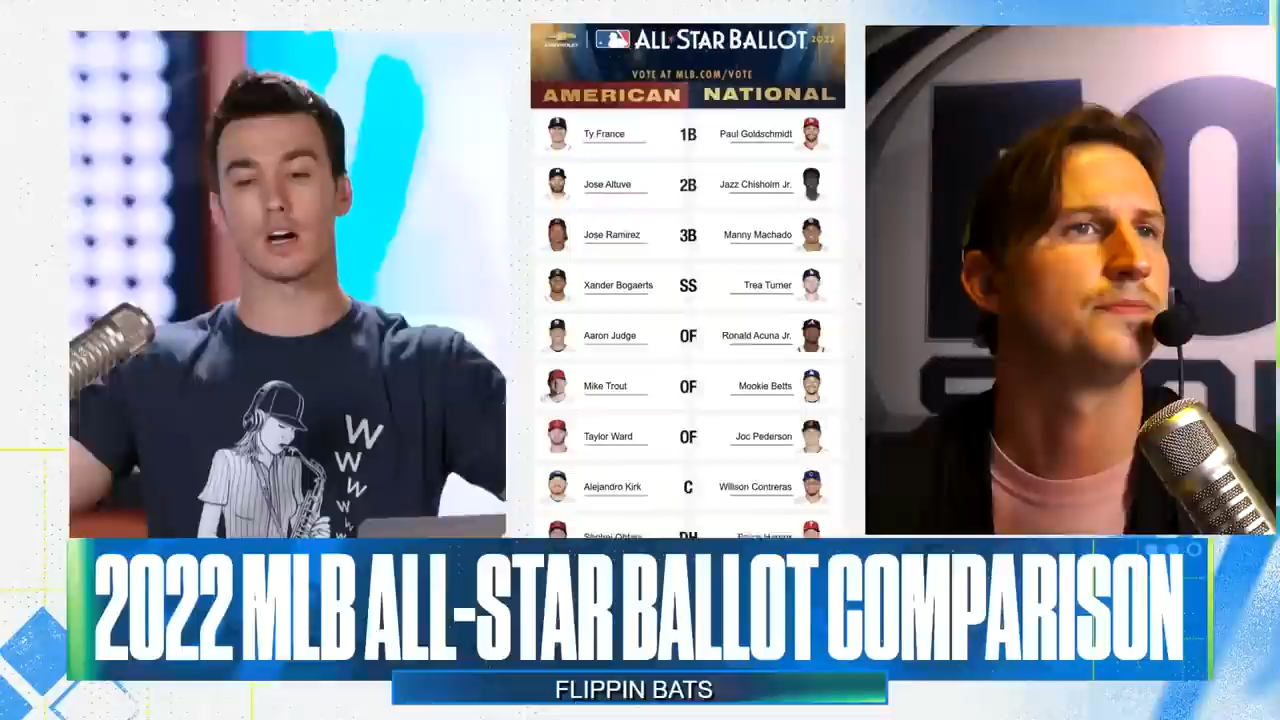 CHEVROLET | ALL★STAR BALLOT 2022
VOTE AT MLB.COM/VOTE
AMERICAN NATIONAL
Ty France 1B Paul Goldschmidt
Jose Altuve 2B Jazz Chisholm Jr.
Jose Ramirez 3B Manny Machado
Xander Bogaerts SS Trea Turner
Aaron Judge OF Ronald Acuna Jr.
Mike Trout OF Mookie Betts
Taylor Ward OF Joc Pederson
Alejandro Kirk C Willson Contreras
DH
W
W
W
W
W
W
2022 MLB ALL-STAR BALLOT COMPARISON
FLIPPIN BATS